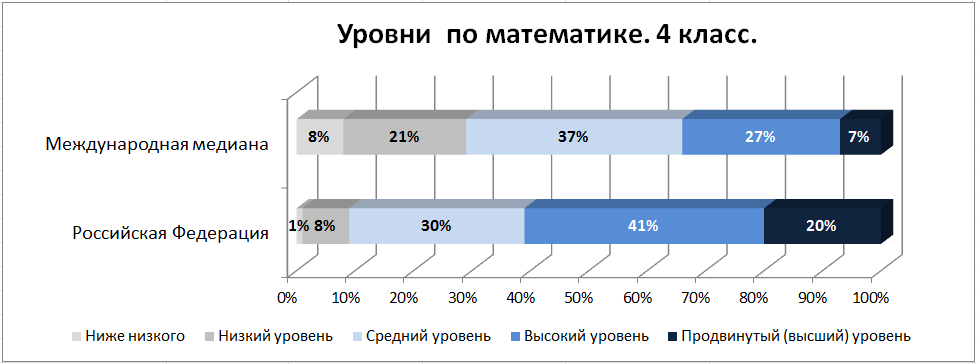 Уровни по математике. 4 класс.
Международная медиана
8% 21% 37% 27% 7%
Российская Федерация
1% 8% 30% 41% 20%
0% 10% 20% 30% 40% 50% 60% 70% 80% 90% 100%
Ниже низкого Низкий уровень Средний уровень Высокий уровень Продвинутый (высший) уровень